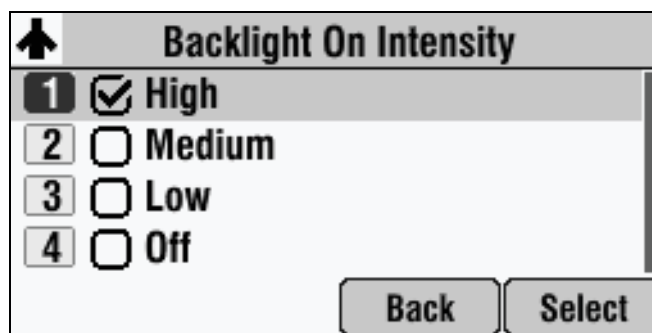 Backlight On Intensity
1 High
2 Medium
3 Low
4 Off
Back Select